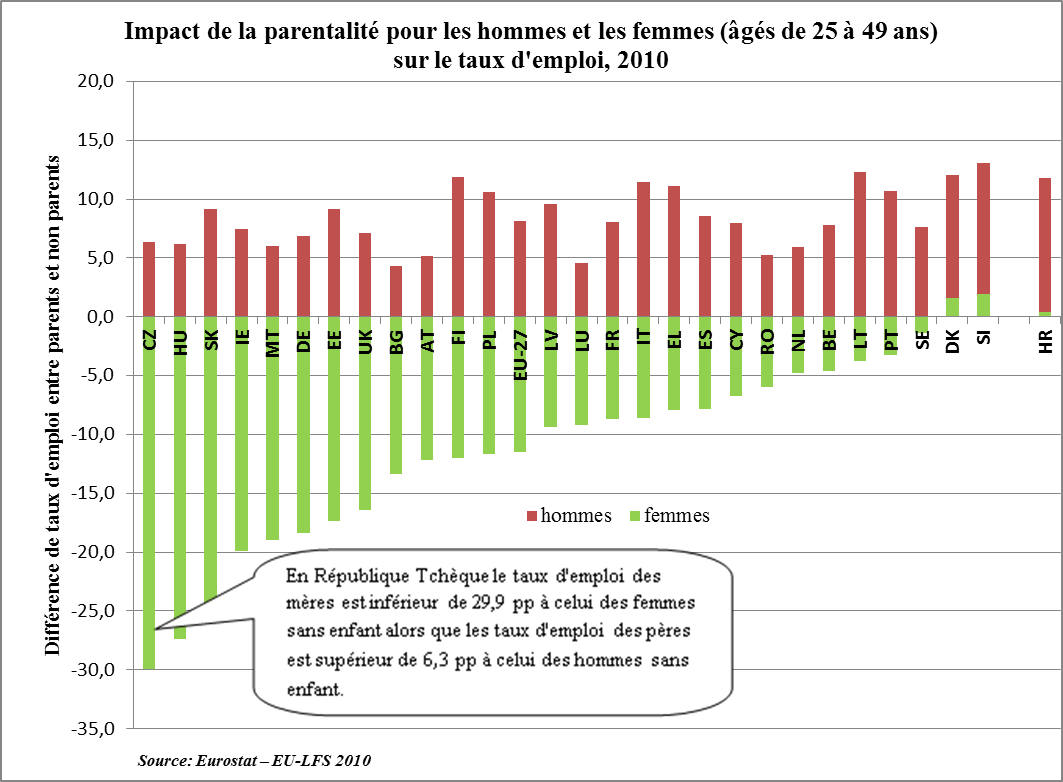 Impact de la parentalité pour les hommes et les femmes (âgés de 25 à 49 ans)
sur le taux d'emploi, 2010
Différence de taux d'emploi entre parents et non parents
20,0
15,0
10,0
5,0
0,0
-5,0
-10,0
-15,0
-20,0
-25,0
-30,0
-35,0
CZ
HU
SK
IE
MT
DE
EE
UK
BG
AT
FI
PL
EU-27
LV
LU
FR
IT
EL
ES
CY
RO
NL
BE
LT
PT
SE
DK
SI
HR
hommes
femmes
En République Tchèque le taux d'emploi des
mères est inférieur de 29,9 pp à celui des femmes
sans enfant alors que les taux d'emploi des pères
est supérieur de 6,3 pp à celui des hommes sans
enfant.
Source: Eurostat – EU-LFS 2010